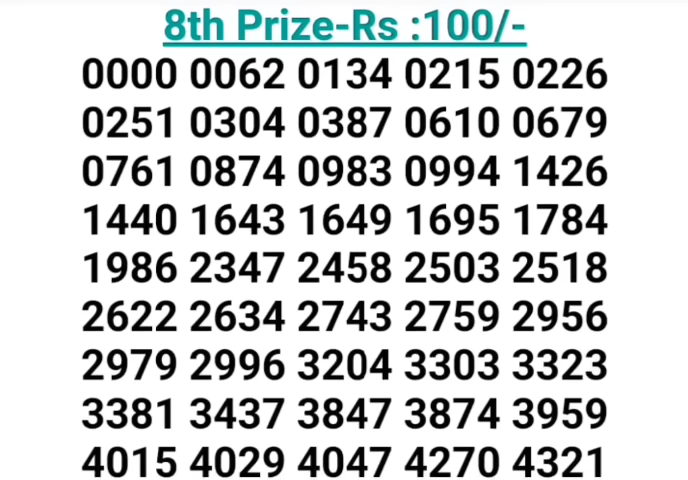 8th Prize-Rs :100/-
0000 0062 0134 0215 0226
0251 0304 0387 0610 0679
0761 0874 0983 0994 1426
1440 1643 1649 1695 1784
1986 2347 2458 2503 2518
2622 2634 2743 2759 2956
2979 2996 3204 3303 3323
3381 3437 3847 3874 3959
4015 4029 4047 4270 4321